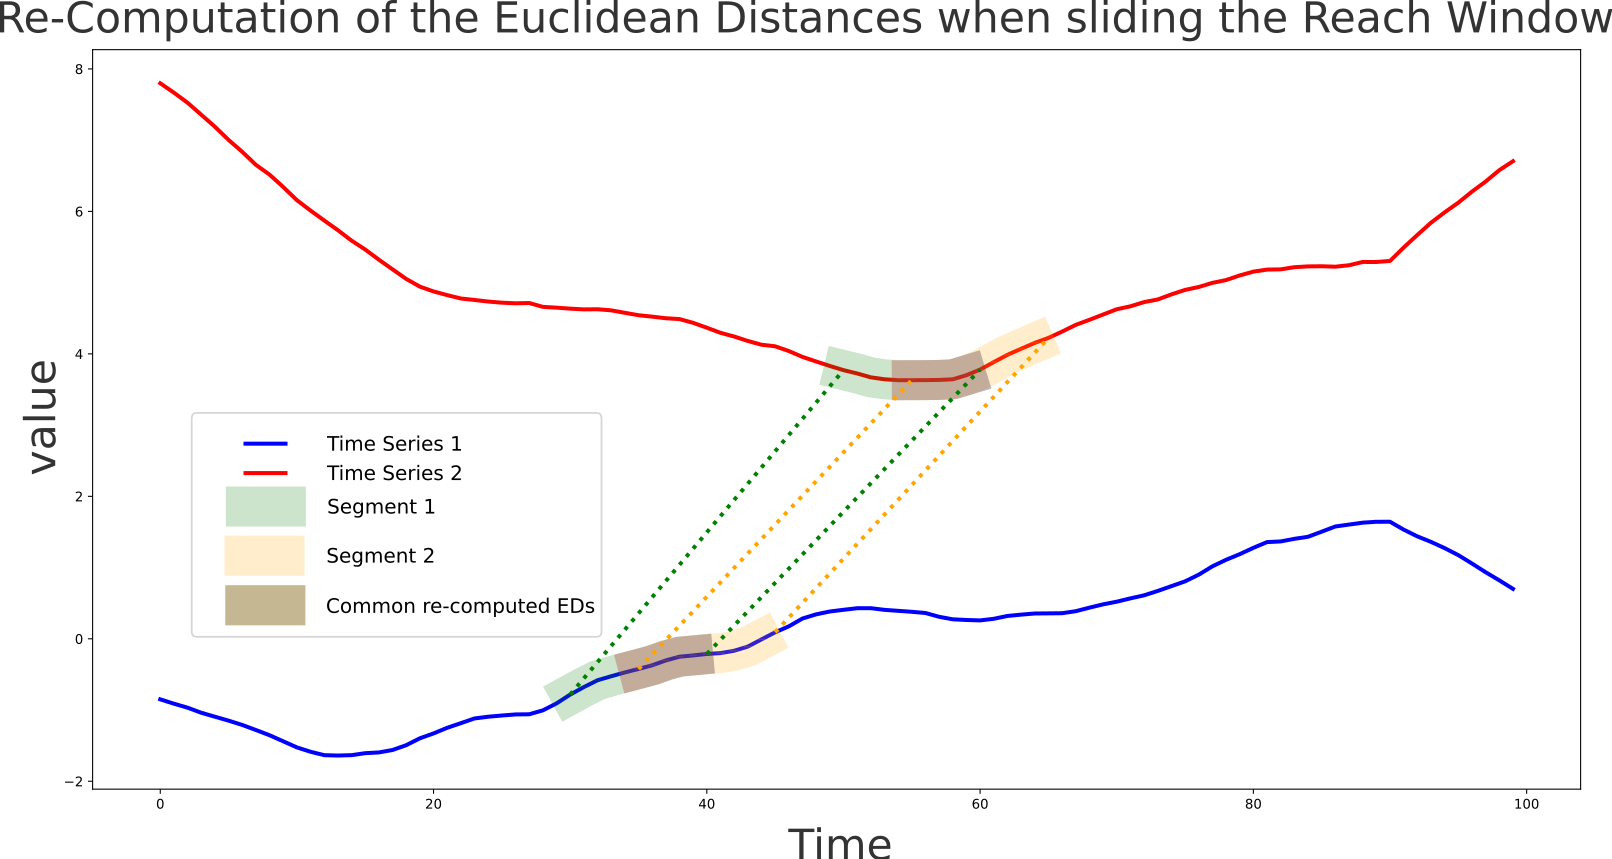 Re-Computation of the Euclidean Distances when sliding the Reach Window
8
6
4
2
0
−2
value
Time Series 1
Time Series 2
Segment 1
Segment 2
Common re-computed EDs
0 20 40 60 80 100
Time